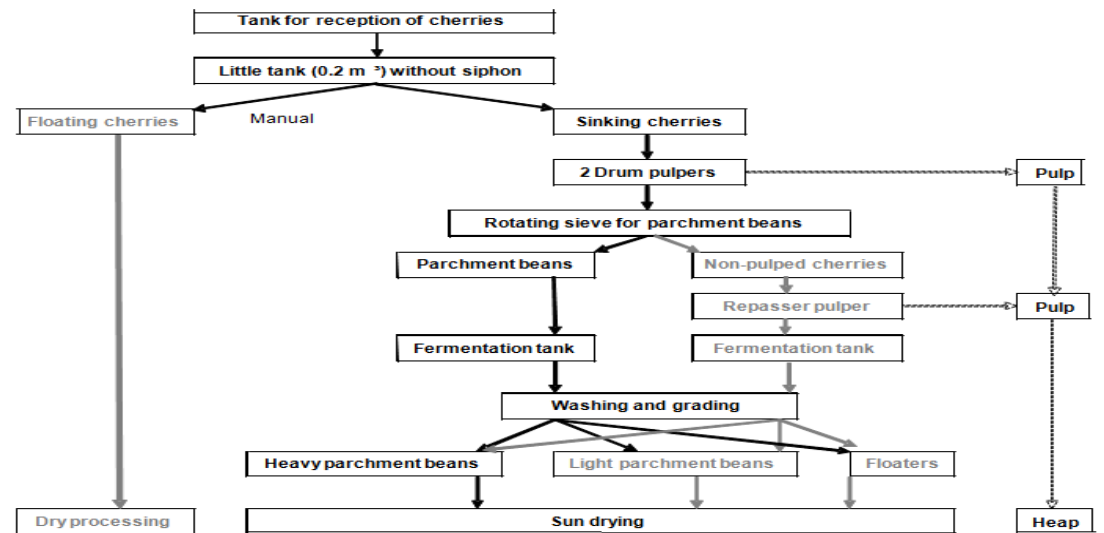 Tank for reception of cherries
Little tank (0.2 m ³) without siphon
Floating cherries
Manual
Sinking cherries
2 Drum pulpers
Pulp
Rotating sieve for parchment beans
Parchment beans
Non-pulped cherries
Repasser pulper
Pulp
Fermentation tank
Fermentation tank
Washing and grading
Heavy parchment beans
Light parchment beans
Floaters
Dry processing
Sun drying
Heap